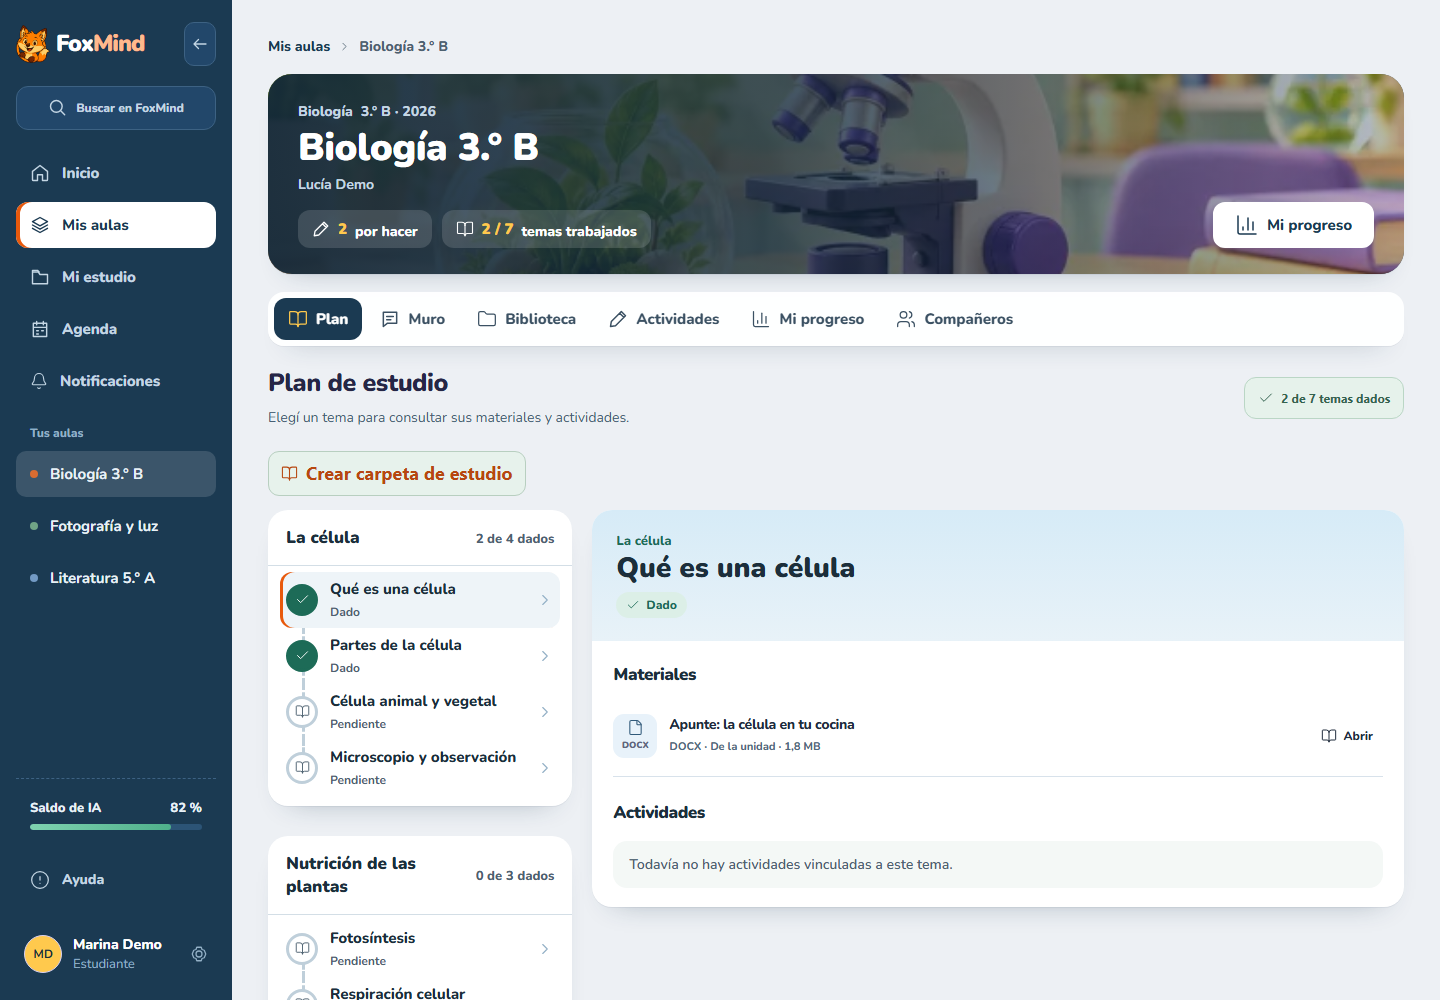 FoxMind
Buscar en FoxMind
Inicio
Mis aulas
Mi estudio
Agenda
Notificaciones
Tus aulas
Biología 3.º B
Fotografía y luz
Literatura 5.º A
Saldo de IA 82 %
Ayuda
MD
Marina Demo
Estudiante
Mis aulas > Biología 3.º B
Biología 3.º B · 2026
Biología 3.º B
Lucía Demo
2 por hacer
2 / 7 temas trabajados
Mi progreso
Plan
Muro
Biblioteca
Actividades
Mi progreso
Compañeros
Plan de estudio
Elegí un tema para consultar sus materiales y actividades.
2 de 7 temas dados
Crear carpeta de estudio
La célula
2 de 4 dados
Qué es una célula
Dado
Partes de la célula
Dado
Célula animal y vegetal
Pendiente
Microscopio y observación
Pendiente
Nutrición de las
plantas
0 de 3 dados
Fotosíntesis
Pendiente
Respiración celular
La célula
Qué es una célula
Dado
Materiales
DOCX
Apunte: la célula en tu cocina
DOCX · De la unidad · 1,8 MB
Abrir
Actividades
Todavía no hay actividades vinculadas a este tema.